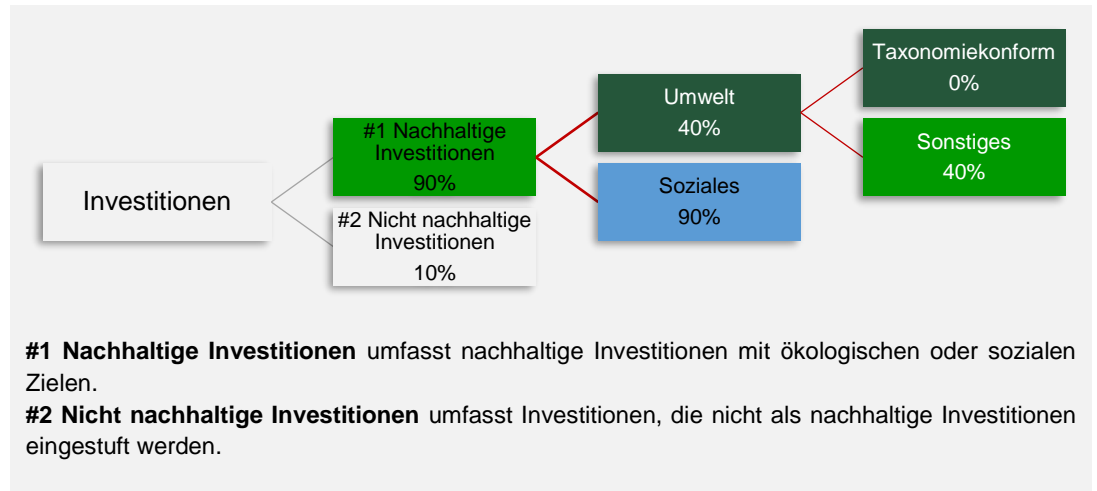 Investitionen
#1 Nachhaltige
Investitionen
90%
#2 Nicht nachhaltige
Investitionen
10%
Umwelt
40%
Soziales
90%
Taxonomiekonform
0%
Sonstiges
40%
#1 Nachhaltige Investitionen umfasst nachhaltige Investitionen mit ökologischen oder sozialen
Zielen.
#2 Nicht nachhaltige Investitionen umfasst Investitionen, die nicht als nachhaltige Investitionen
eingestuft werden.